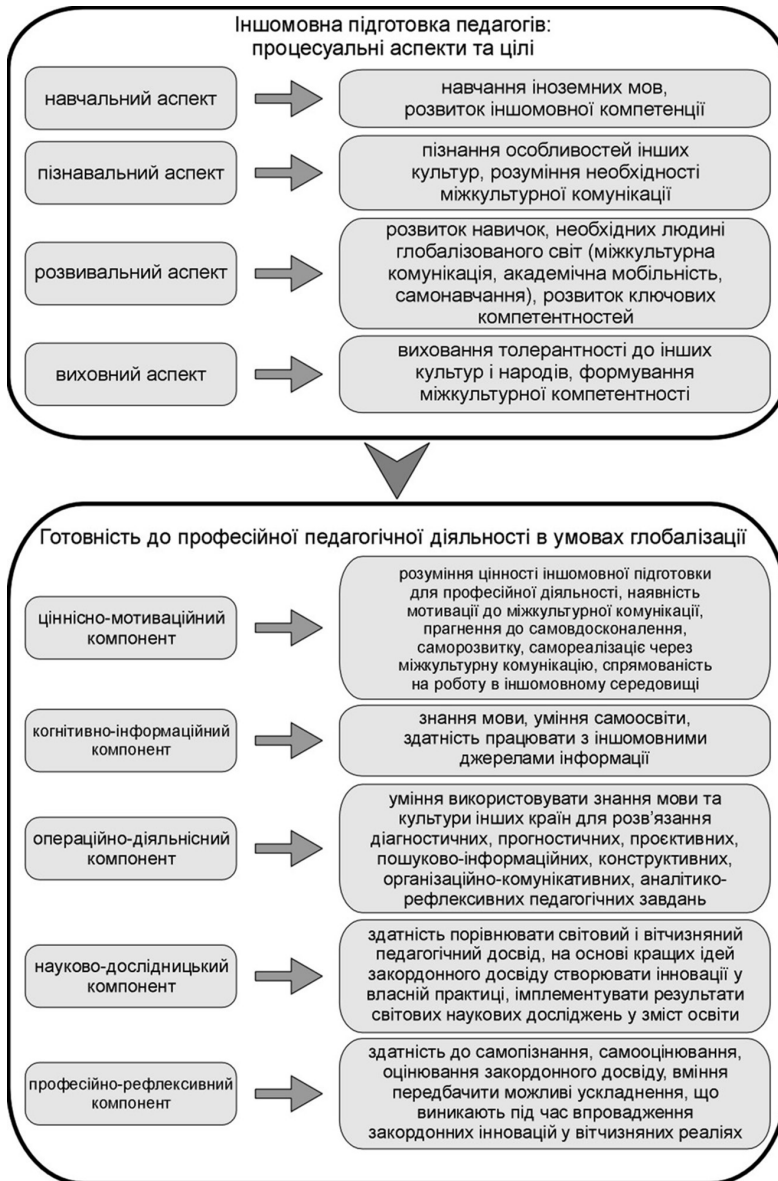 Іншомовна підготовка педагогів:
процесуальні аспекти та цілі
навчальний аспект
навчання іноземних мов,
розвиток іншомовної компетенції
пізнавальний аспект
пізнання особливостей інших
культур, розуміння необхідності
міжкультурної комунікації
розвивальний аспект
розвиток навичок, необхідних людині
глобалізованого світ (міжкультурна
комунікація, академічна мобільність,
самонавчання), розвиток ключових
компетентностей
виховний аспект
виховання толерантності до інших
культур і народів, формування
міжкультурної компетентності
Готовність до професійної педагогічної діяльності в умовах глобалізації
ціннісно-мотиваційний
компонент
розуміння цінності іншомовної підготовки
для професійної діяльності, наявність
мотивації до міжкультурної комунікації,
прагнення до самовдосконалення,
саморозвитку, самореалізаціє через
міжкультурну комунікацію, спрямованість
на роботу в іншомовному середовищі
когнітивно-інформаційний
компонент
знання мови, уміння самоосвіти,
здатність працювати з іншомовними
джерелами інформації
операційно-діяльнісний
компонент
уміння використовувати знання мови та
культури інших країн для розв’язання
діагностичних, прогностичних, проєктивних,
пошуково-інформаційних, конструктивних,
організаційно-комунікативних, аналітико-
рефлексивних педагогічних завдань
науково-дослідницький
компонент
здатність порівнювати світовий і вітчизняний
педагогічний досвід, на основі кращих ідей
закордонного досвіду створювати інновації у
власній практиці, імплементувати результати
світових наукових досліджень у зміст освіти
професійно-рефлексивний
компонент
здатність до самопізнання, самооцінювання,
оцінювання закордонного досвіду, вміння
передбачити можливі ускладнення, що
виникають під час впровадження
закордонних інновацій у вітчизняних реаліях